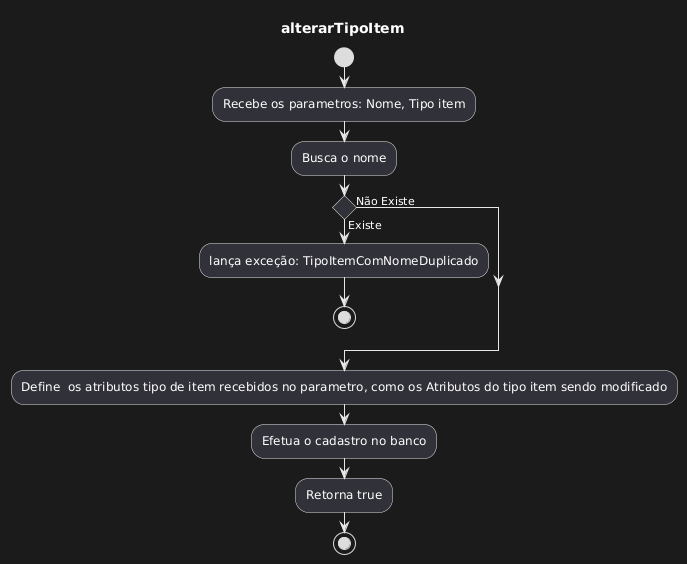 alterarTipoItem
Recebe os parametros: Nome, Tipo item
Busca o nome
Não Existe
Existe
lança exceção: TipoItemComNomeDuplicado
Define  os atributos tipo de item recebidos no parametro, como os Atributos do tipo item sendo modificado
Efetua o cadastro no banco
Retorna true